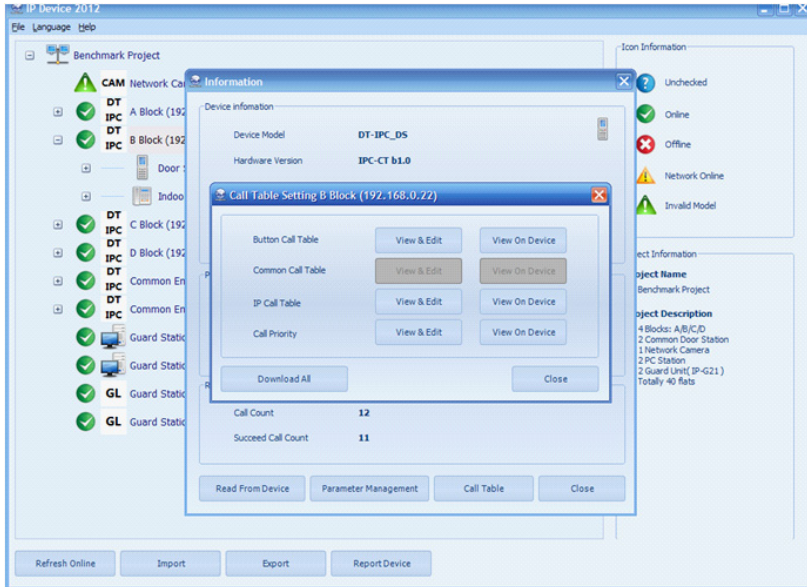 IP Device 2012
File Language Help
Benchmark Project
CAM Network Ca
DT IPC A Block (192
DT IPC B Block (192
Door S
Indoo
DT IPC C Block (192
DT IPC D Block (192
DT IPC Common En
DT IPC Common En
Guard Static
Guard Static
GL Guard Static
GL Guard Static
Information
Device infomation
Device Model DT-IPC_DS
Hardware Version IPC-CT b1.0
Call Table Setting B Block (192.168.0.22)
Button Call Table View & Edit View On Device
Common Call Table View & Edit View On Device
IP Call Table View & Edit View On Device
Call Priority View & Edit View On Device
Download All Close
P
R
Call Count 12
Succeed Call Count 11
Read From Device Parameter Management Call Table Close
Icon Information
Unchecked
Online
Offline
Network Online
Invalid Model
ect Information
oject Name
Benchmark Project
oject Description
4 Blocks: A/B/C/D
2 Common Door Station
1 Network Camera
2 PC Station
2 Guard Unit( IP-G21 )
Totally 40 flats
Refresh Online Import Export Report Device